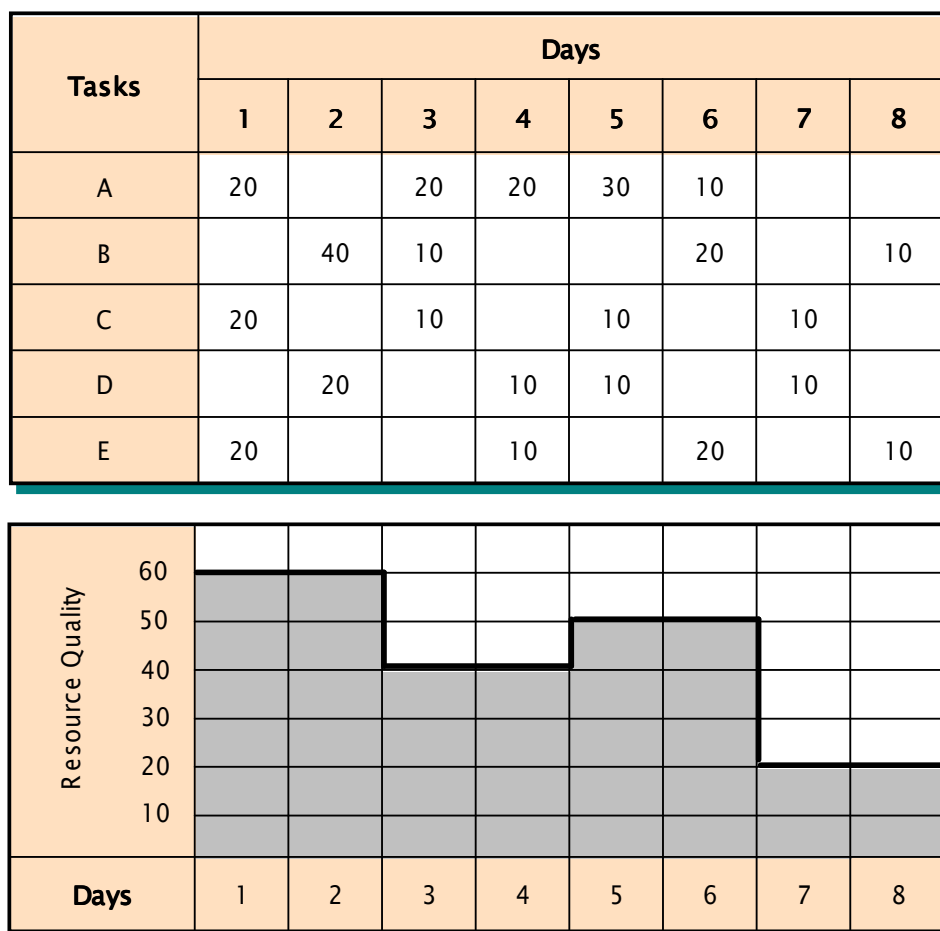 Tasks
Days
1 2 3 4 5 6 7 8
A 20 20 20 30 10
B 40 10 20 10
C 20 10 10 10
D 20 10 10 10
E 20 10 20 10
Resource Quality
60
50
40
30
20
10
Days 1 2 3 4 5 6 7 8